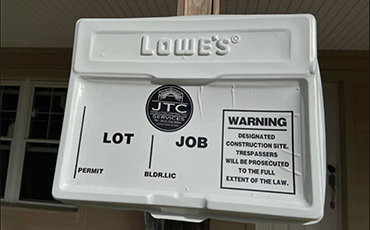 LOWE'S®
JTC
SERVICES
LOT
JOB
PERMIT
BLDR.LIC
WARNING
DESIGNATED
CONSTRUCTION SITE.
TRESPASSERS
WILL BE PROSECUTED
TO THE FULL
EXTENT OF THE LAW.